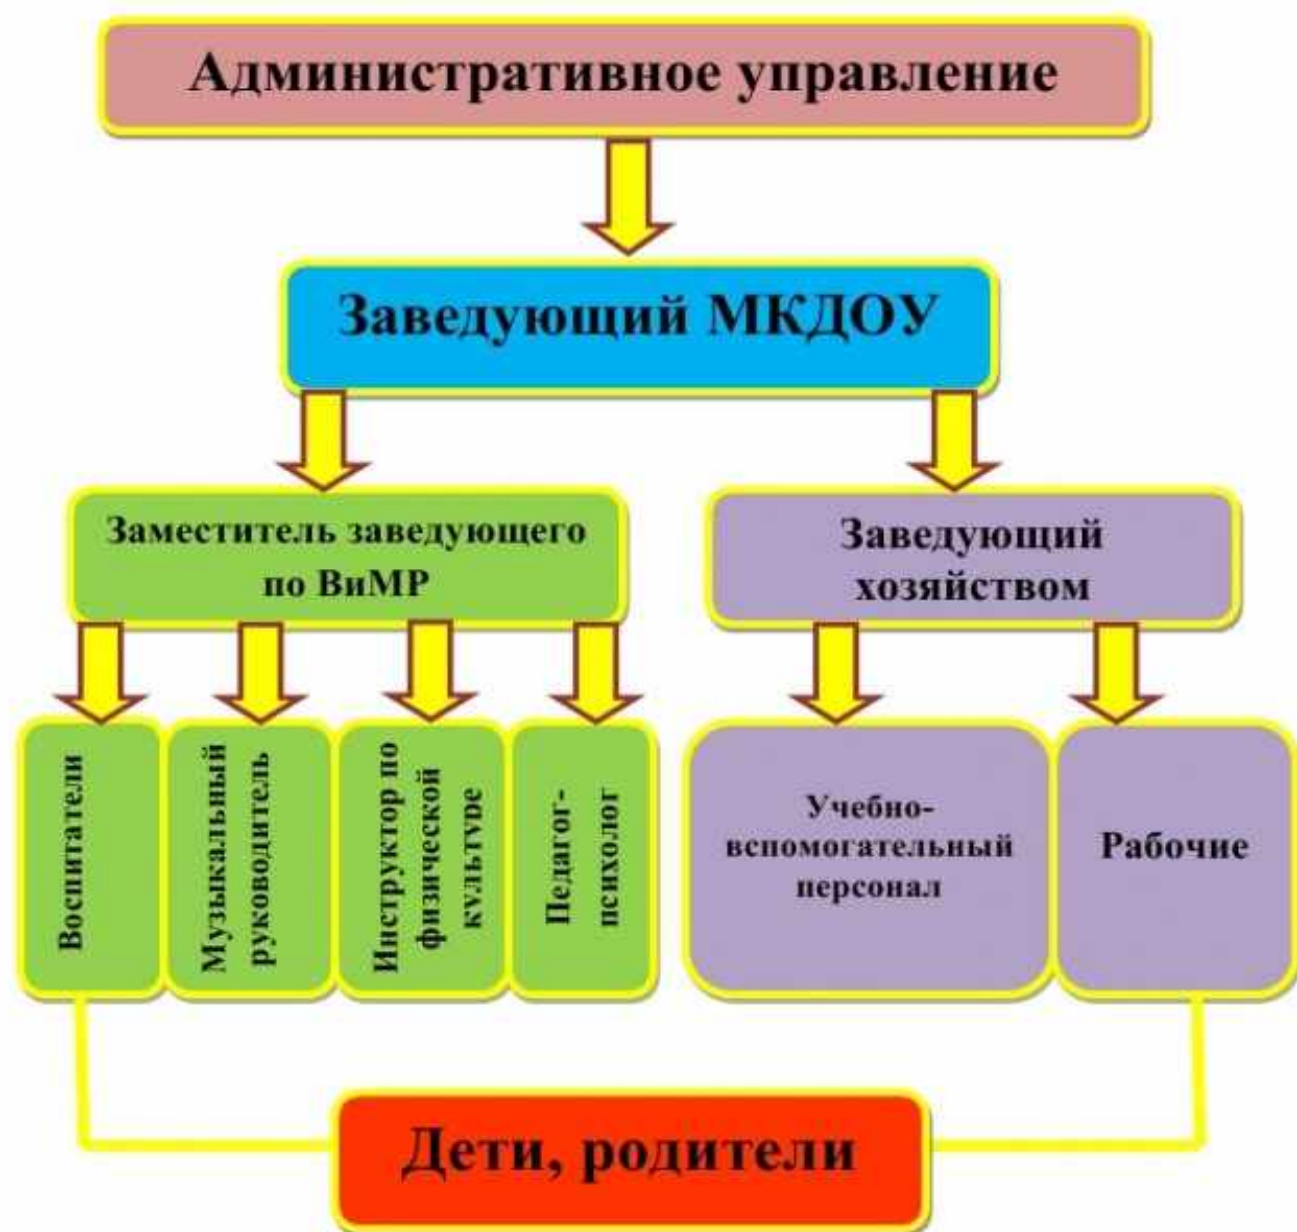 Административное управление
Заведующий МКДОУ
Заместитель заведующего
по ВиМР
Заведующий
хозяйством
Воспитатели
Музыкальный
руководитель
Инструктор по
физической
культуре
Педагог-
психолог
Учебно-
вспомогательный
персонал
Рабочие
Дети, родители